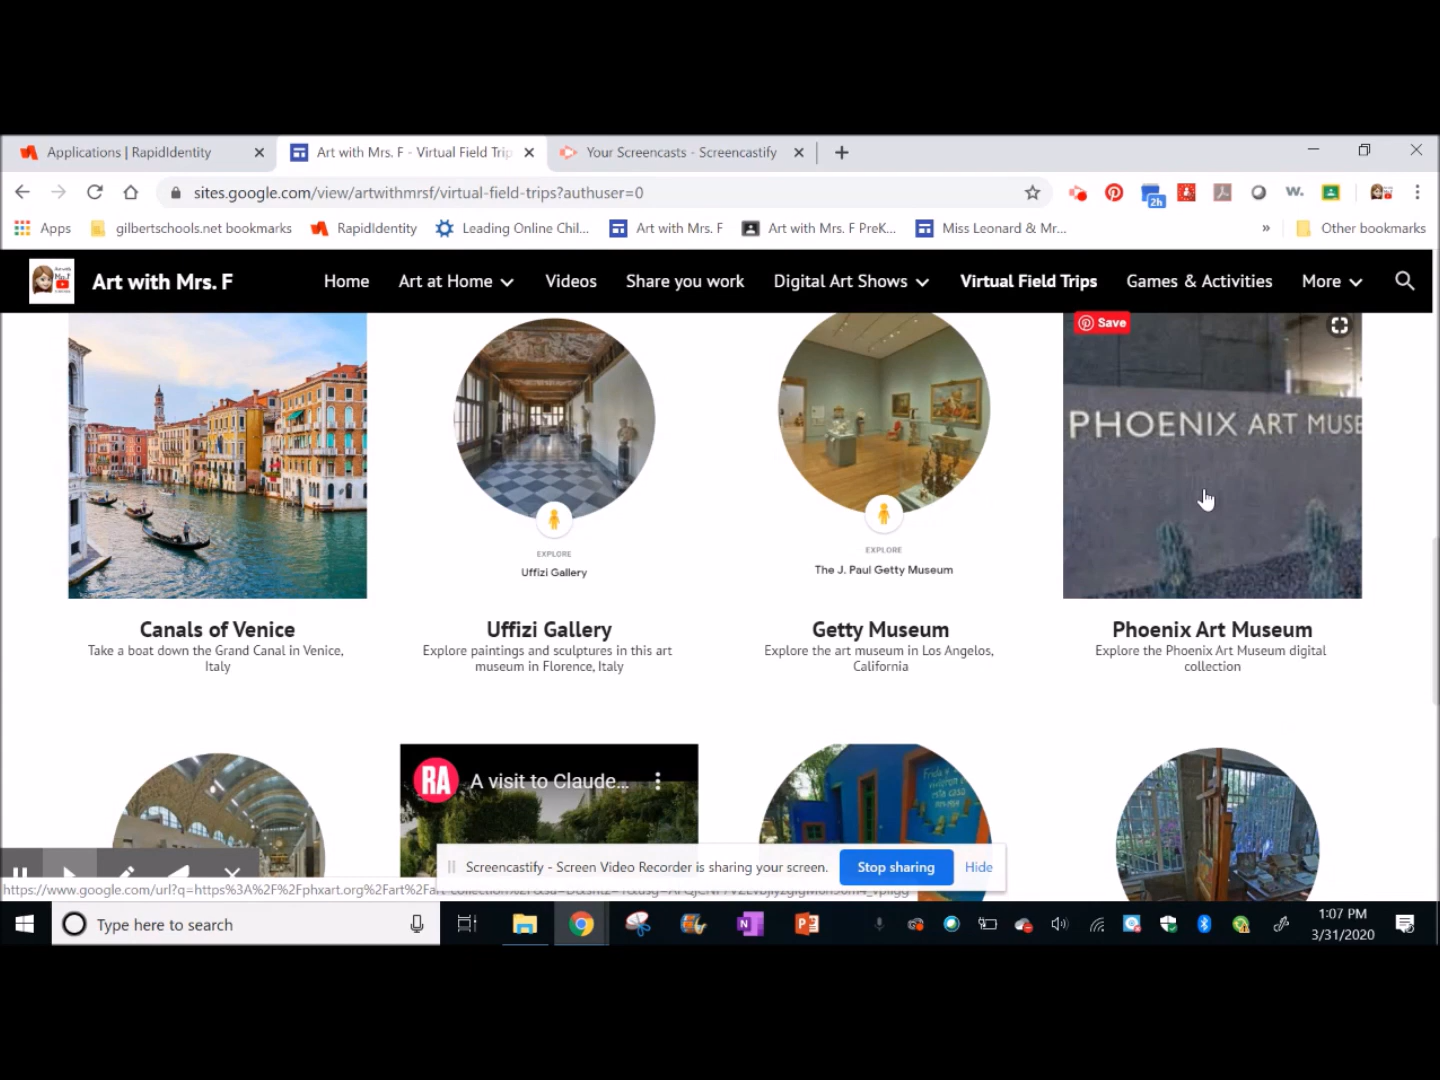 Applications | RapidIdentity
Art with Mrs. F - Virtual Field Trip
Your Screencasts - Screencastify
sites.google.com/view/artwithmrsf/virtual-field-trips?authuser=0
2h
W.
Apps
gilbertschools.net bookmarks
RapidIdentity
Leading Online Chil...
Art with Mrs. F
Art with Mrs. F PreK...
Miss Leonard & Mr...
»
Other bookmarks
Art with Mrs. F
Home
Art at Home
Videos
Share you work
Digital Art Shows
Virtual Field Trips
Games & Activities
More
Save
PHOENIX ART MUSE
EXPLORE
Uffizi Gallery
EXPLORE
The J. Paul Getty Museum
Canals of Venice
Take a boat down the Grand Canal in Venice,
Italy
Uffizi Gallery
Explore paintings and sculptures in this art
museum in Florence, Italy
Getty Museum
Explore the art museum in Los Angelos,
California
Phoenix Art Museum
Explore the Phoenix Art Museum digital
collection
RA
A visit to Claude...
Screencastify - Screen Video Recorder is sharing your screen.
Stop sharing
Hide
Type here to search
1:07 PM
3/31/2020